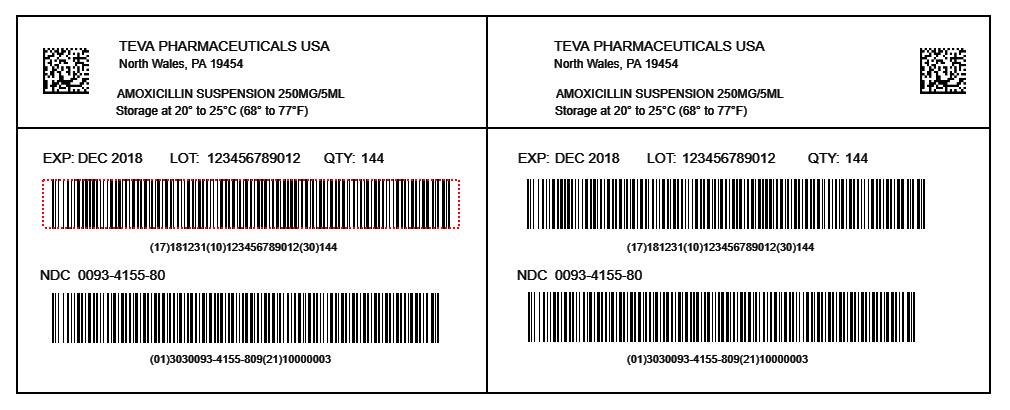 TEVA PHARMACEUTICALS USA
North Wales, PA 19454
AMOXICILLIN SUSPENSION 250MG/5ML
Storage at 20° to 25°C (68° to 77°F)
EXP: DEC 2018 LOT: 123456789012 QTY: 144
(17)181231(10)123456789012(30)144
NDC 0093-4155-80
(01)3030093-4155-809(21)10000003
TEVA PHARMACEUTICALS USA
North Wales, PA 19454
AMOXICILLIN SUSPENSION 250MG/5ML
Storage at 20° to 25°C (68° to 77°F)
EXP: DEC 2018 LOT: 123456789012 QTY: 144
(17)181231(10)123456789012(30)144
NDC 0093-4155-80
(01)3030093-4155-809(21)10000003